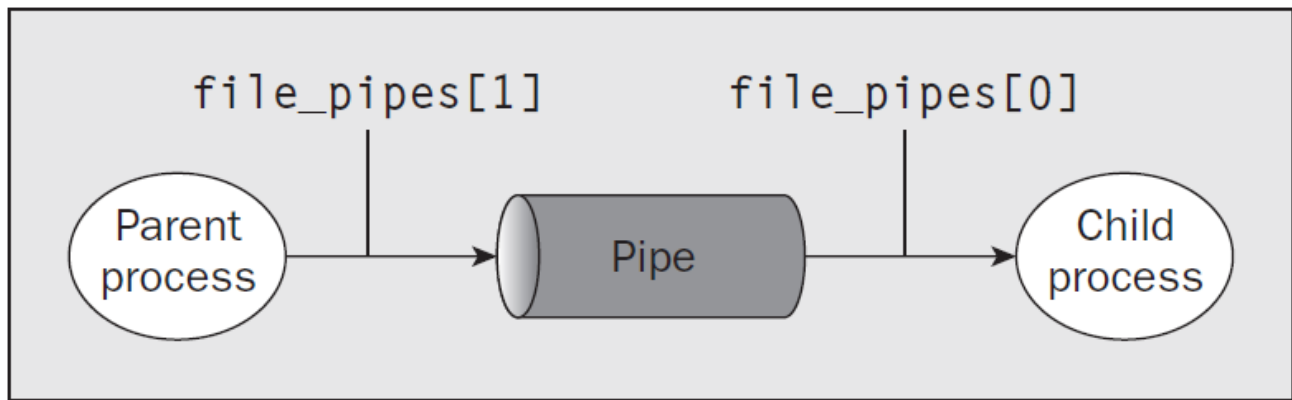 file_pipes[1]
file_pipes[0]
Parent
process
Pipe
Child
process